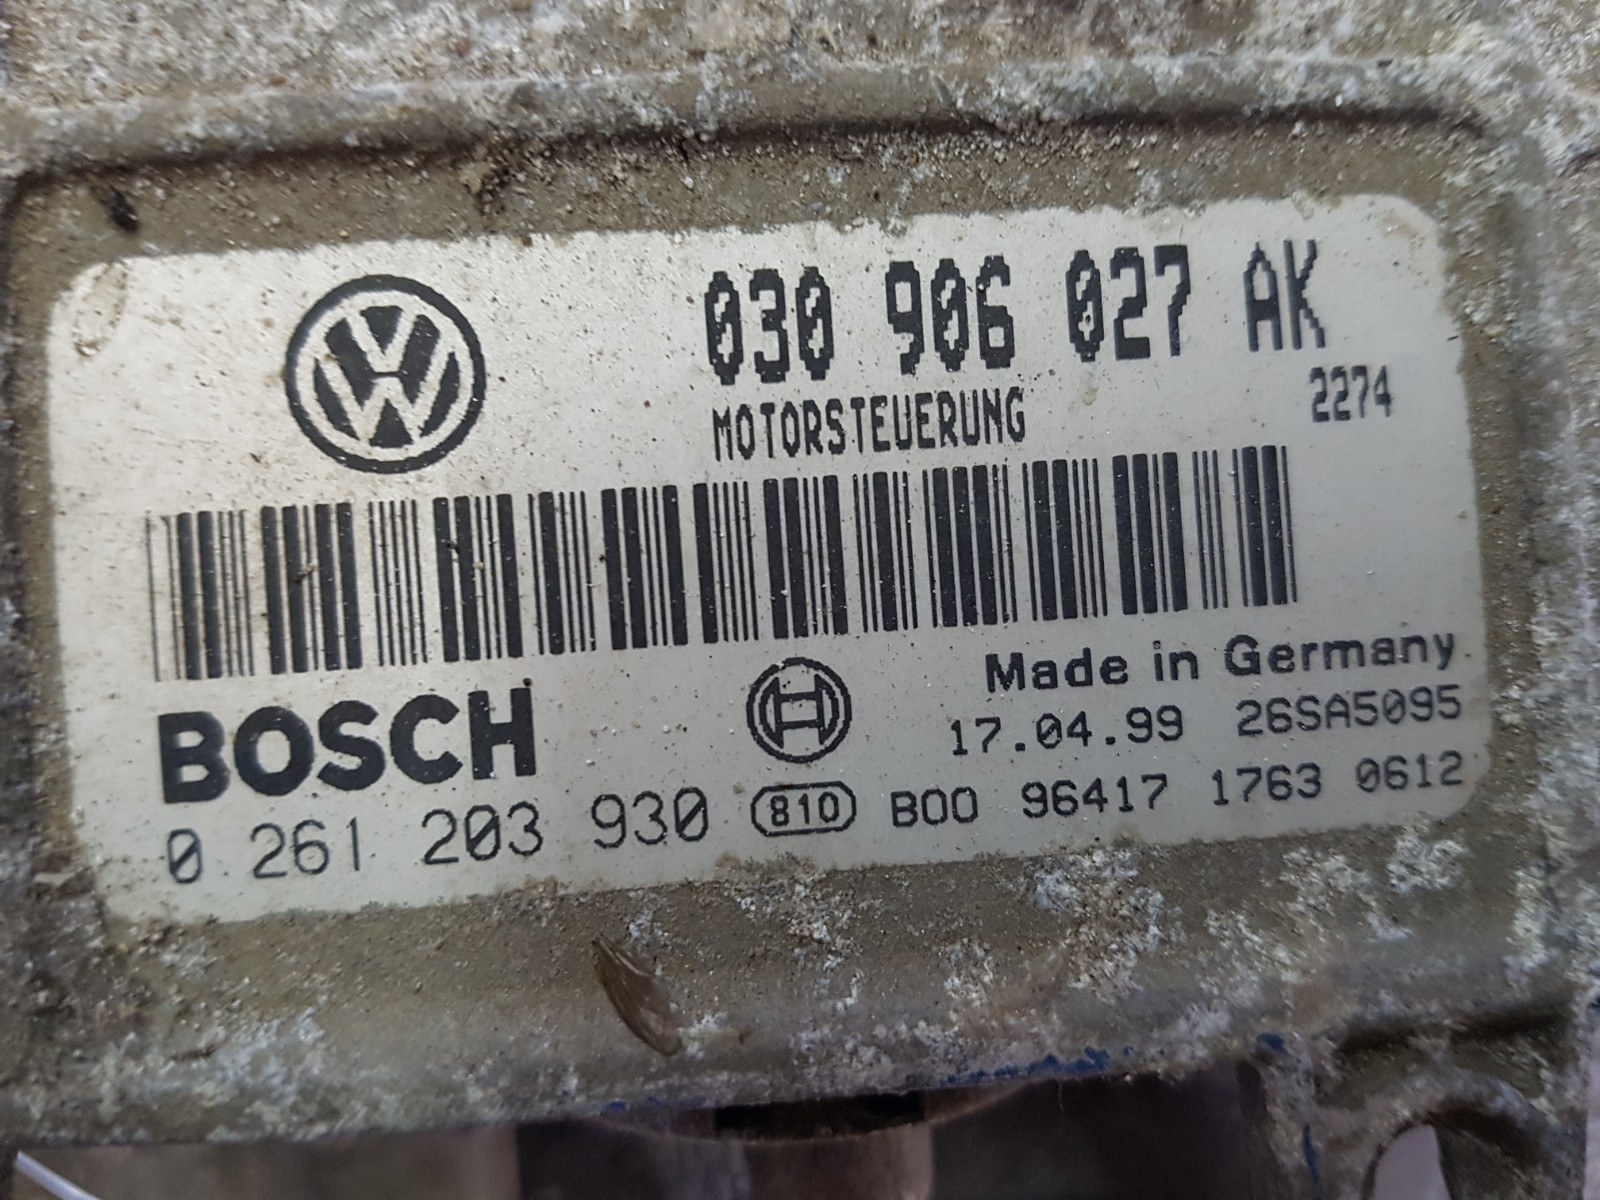 030 906 027 AK
MOTORSTEUERUNG 2274
Made in Germany
BOSCH 17.04.99 26SA5095
0 261 203 930 810 B00 96417 1763 0612